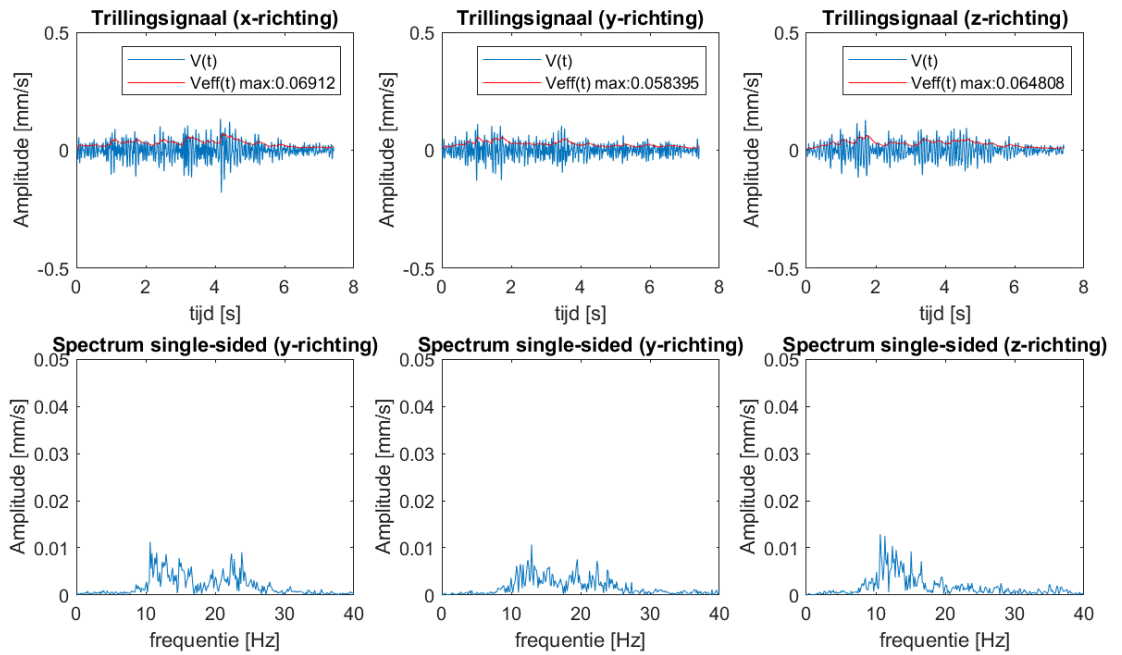 Trillingsignaal (x-richting)
0.5
0
-0.5
Amplitude [mm/s]
V(t)
Veff(t) max:0.06912
0 2 4 6 8
tijd [s]
Trillingsignaal (y-richting)
0.5
0
-0.5
Amplitude [mm/s]
V(t)
Veff(t) max:0.058395
0 2 4 6 8
tijd [s]
Trillingsignaal (z-richting)
0.5
0
-0.5
Amplitude [mm/s]
V(t)
Veff(t) max:0.064808
0 2 4 6 8
tijd [s]
Spectrum single-sided (y-richting)
0.05
0.04
0.03
0.02
0.01
0
Amplitude [mm/s]
0 10 20 30 40
frequentie [Hz]
Spectrum single-sided (y-richting)
0.05
0.04
0.03
0.02
0.01
0
Amplitude [mm/s]
0 10 20 30 40
frequentie [Hz]
Spectrum single-sided (z-richting)
0.05
0.04
0.03
0.02
0.01
0
Amplitude [mm/s]
0 10 20 30 40
frequentie [Hz]